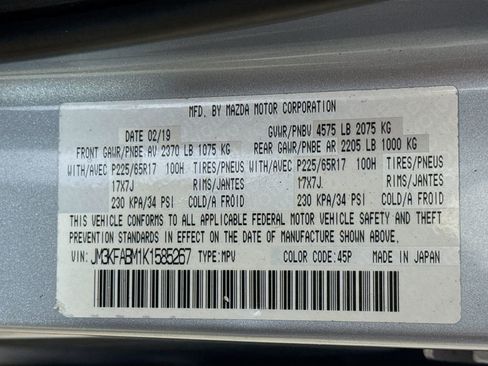 MFD. BY MAZDA MOTOR CORPORATION
DATE 02/19 GVWR/PNBV 4575 LB 2075 KG
FRONT GAWR/PNBE.AV 2370 LB 1075 KG REAR GAWR/PNBE AR 2205 LB 1000 KG
WITH/AVEC P225/65R17 100H TIRES/PNEUS WITH/AVEC P225/65R17 100H TIRES/PNEUS
17X7J RIMS/JANTES 17X7J. RIMS/JANTES
230 KPA/34 PSI COLD/A FROID 230 KPA/34 PSI COLD/A FROID
THIS VEHICLE CONFORMS TO ALL APPLICABLE FEDERAL MOTOR VEHICLE SAFETY AND THEFT
PREVENTION STANDARDS IN EFFECT ON THE DATE OF MANUFACTURE SHOWN ABOVE.
VIN: JM3KFABM1K1585267 TYPE: MPV COLOR CODE: 45P MADE IN JAPAN